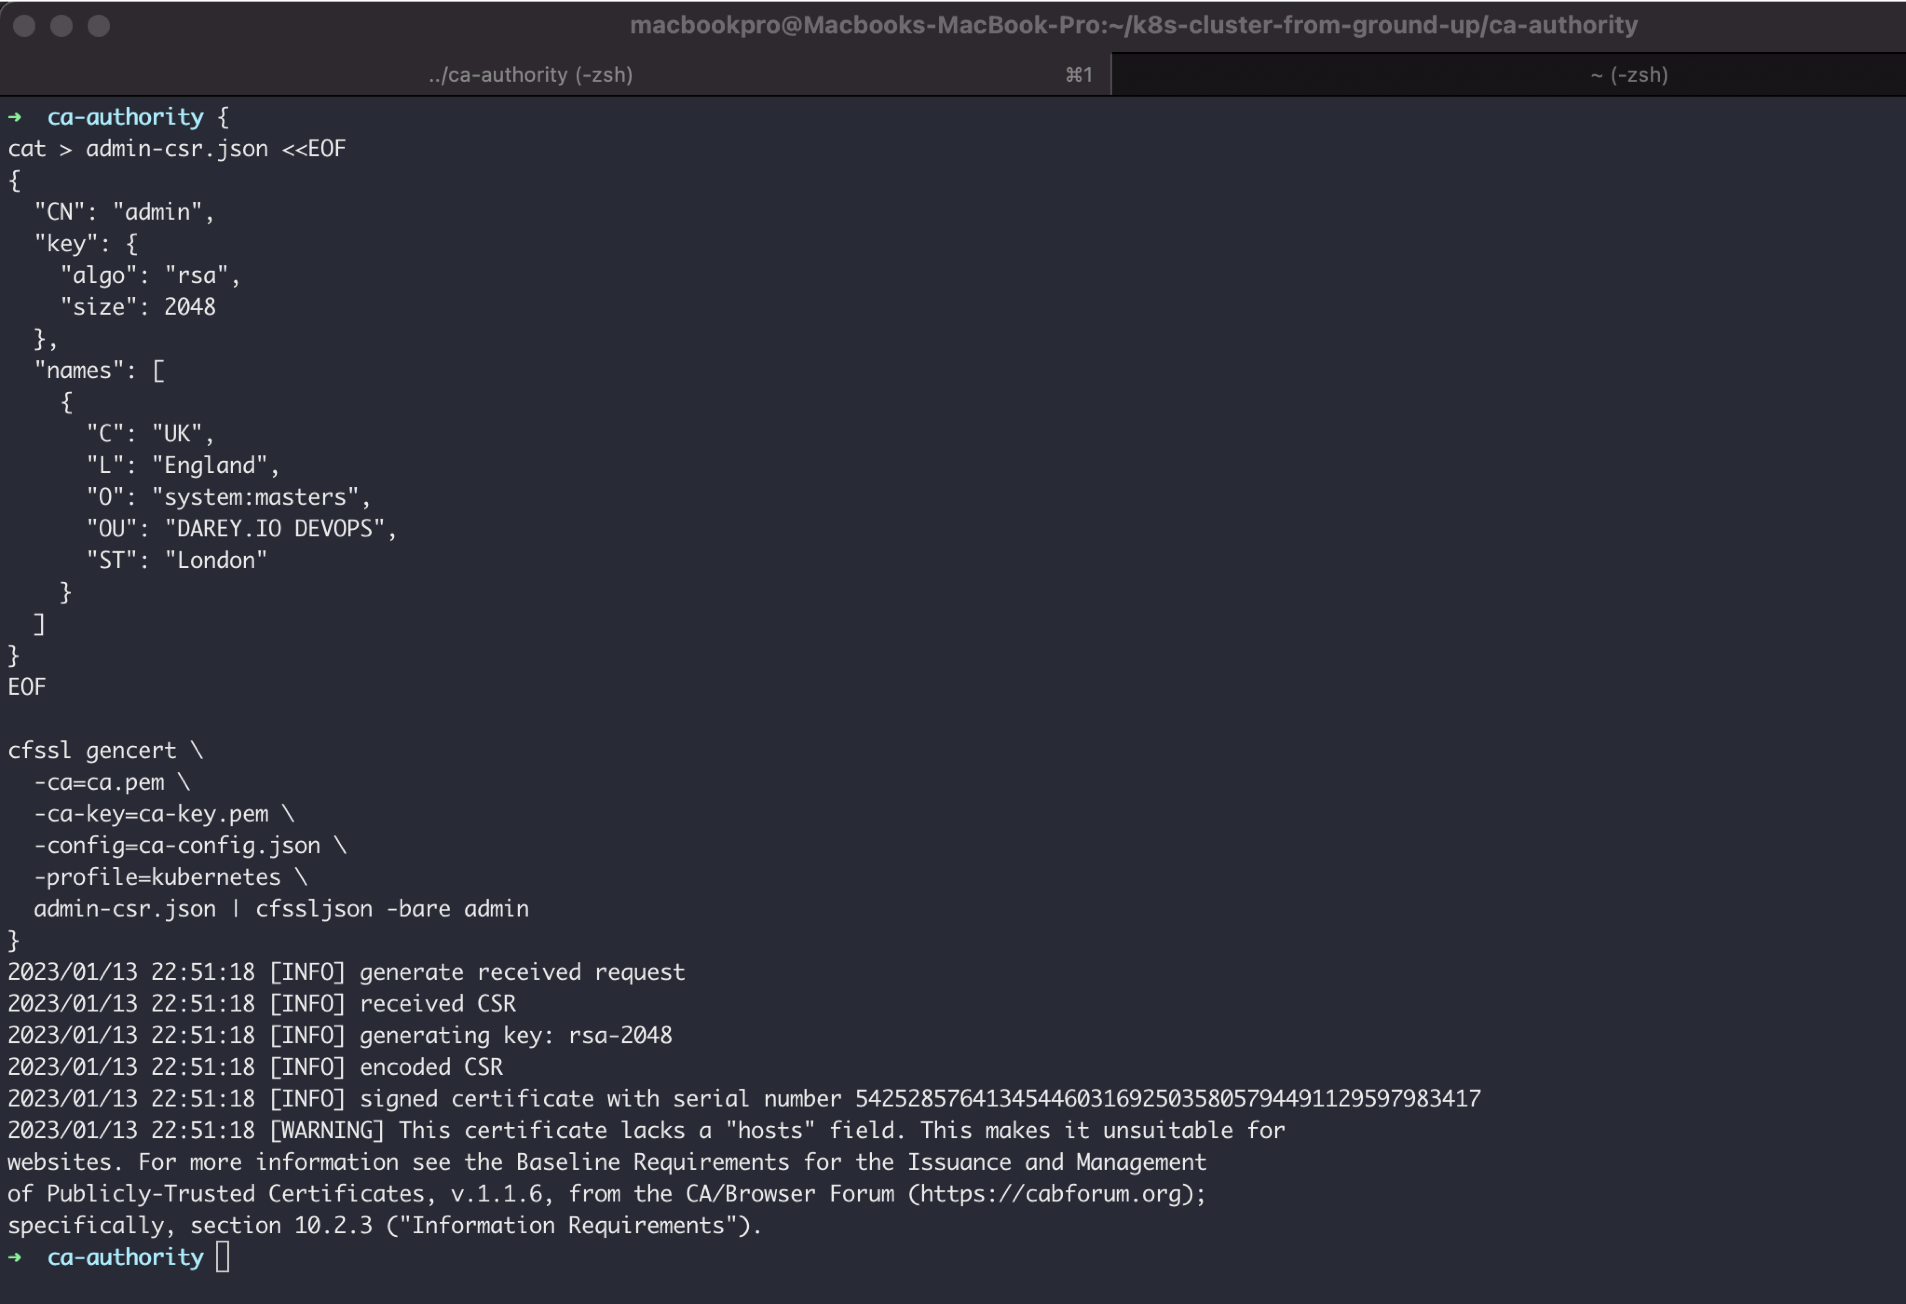 macbookpro@Macbooks-MacBook-Pro:~/k8s-cluster-from-ground-up/ca-authority
../ca-authority (-zsh) ⌘1 ~ (-zsh)
➜ ca-authority {
cat > admin-csr.json <<EOF
{
  "CN": "admin",
  "key": {
    "algo": "rsa",
    "size": 2048
  },
  "names": [
    {
      "C": "UK",
      "L": "England",
      "O": "system:masters",
      "OU": "DAREY.IO DEVOPS",
      "ST": "London"
    }
  ]
}
EOF

cfssl gencert \
  -ca=ca.pem \
  -ca-key=ca-key.pem \
  -config=ca-config.json \
  -profile=kubernetes \
  admin-csr.json | cfssljson -bare admin
}
2023/01/13 22:51:18 [INFO] generate received request
2023/01/13 22:51:18 [INFO] received CSR
2023/01/13 22:51:18 [INFO] generating key: rsa-2048
2023/01/13 22:51:18 [INFO] encoded CSR
2023/01/13 22:51:18 [INFO] signed certificate with serial number 542528576413454460316925035805794491129597983417
2023/01/13 22:51:18 [WARNING] This certificate lacks a "hosts" field. This makes it unsuitable for
websites. For more information see the Baseline Requirements for the Issuance and Management
of Publicly-Trusted Certificates, v.1.1.6, from the CA/Browser Forum (https://cabforum.org);
specifically, section 10.2.3 ("Information Requirements").
➜ ca-authority